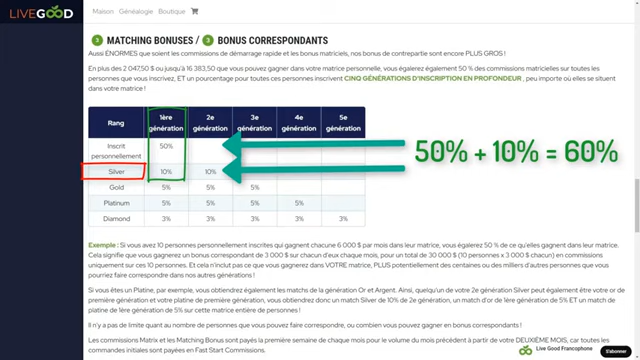 LIVEGOOD
Maison Généalogie Boutique
3 MATCHING BONUSES / 3 BONUS CORRESPONDANTS
Aussi ÉNORMES que soient les commissions de démarrage rapide et les bonus matriciels, nos bonus de contrepartie sont encore PLUS GROS !
En plus des 2 047,50 $ ou jusqu'à 16 383,50 que vous pouvez gagner dans votre matrice personnelle, vous égalerez également 50 % des commissions matricielles sur toutes les
personnes que vous inscrivez, ET un pourcentage pour toutes ces personnes inscrivent CINQ GÉNÉRATIONS D'INSCRIPTION EN PROFONDEUR , peu importe où elles se situent
dans votre matrice !
Rang 1ère génération 2e génération 3e génération 4e génération 5e génération
Inscrit personnellement 50%
Silver 10% 10%
Gold 5% 5% 5%
Platinum 5% 5% 5% 5%
Diamond 3% 3% 3% 3% 3%
50% + 10% = 60%
Exemple : Si vous avez 10 personnes personnellement inscrites qui gagnent chacune 6 000 $ par mois dans leur matrice, vous égalerez 50 % de ce qu'elles gagnent dans leur matrice.
Cela signifie que vous gagnerez un bonus correspondant de 3 000 $ sur chacun d'eux chaque mois, pour un total de 30 000 $ (10 personnes x 3 000 $ chacun) en commissions
uniquement sur ces 10 personnes. Et cela n'inclut pas ce que vous gagnerez dans VOTRE matrice, PLUS potentiellement des centaines ou des milliers d'autres personnes que vous
pourriez faire correspondre dans nos autres générations !
Si vous êtes un Platine, par exemple, vous obtiendrez également les matchs de la génération Or et Argent. Ainsi, quelqu'un de votre 2e génération Silver Match peut être votre or de
première génération et votre platine de première génération, vous obtiendrez donc un match Silver de 10% de 2e génération, un match d'or de 1ère génération de 5% ET un match de
platine de 1ère génération de 5% sur cette matrice entière de personnes !
Il n'y a pas de limite quant au nombre de personnes que vous pouvez faire correspondre, ou combien vous pouvez gagner en bonus correspondants !
Les commissions Matrix et les Matching Bonus sont payés la première semaine de chaque mois pour le volume du mois précédent à partir de votre DEUXIÈME MOIS, car toutes les
commandes initiales sont payées en Fast Start Commissions.
Live Good Francophone
S'abonner